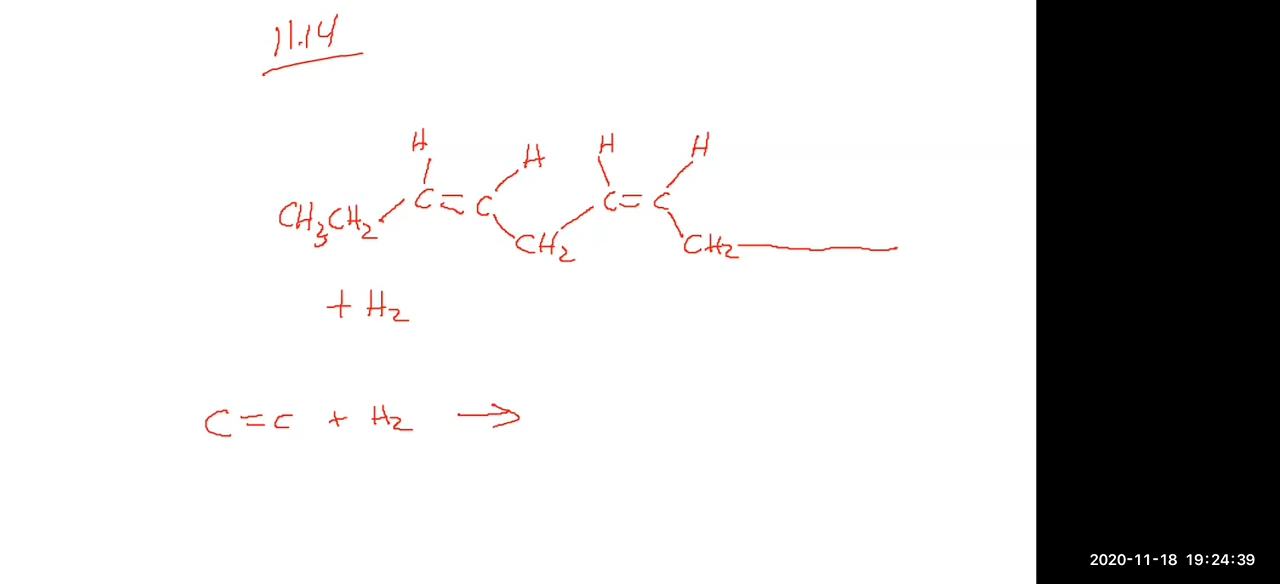 11.14
H H H H
C=C C=C
CH3CH2 CH2 CH2
+ H2
C=C + H2 →
2020-11-18 19:24:39